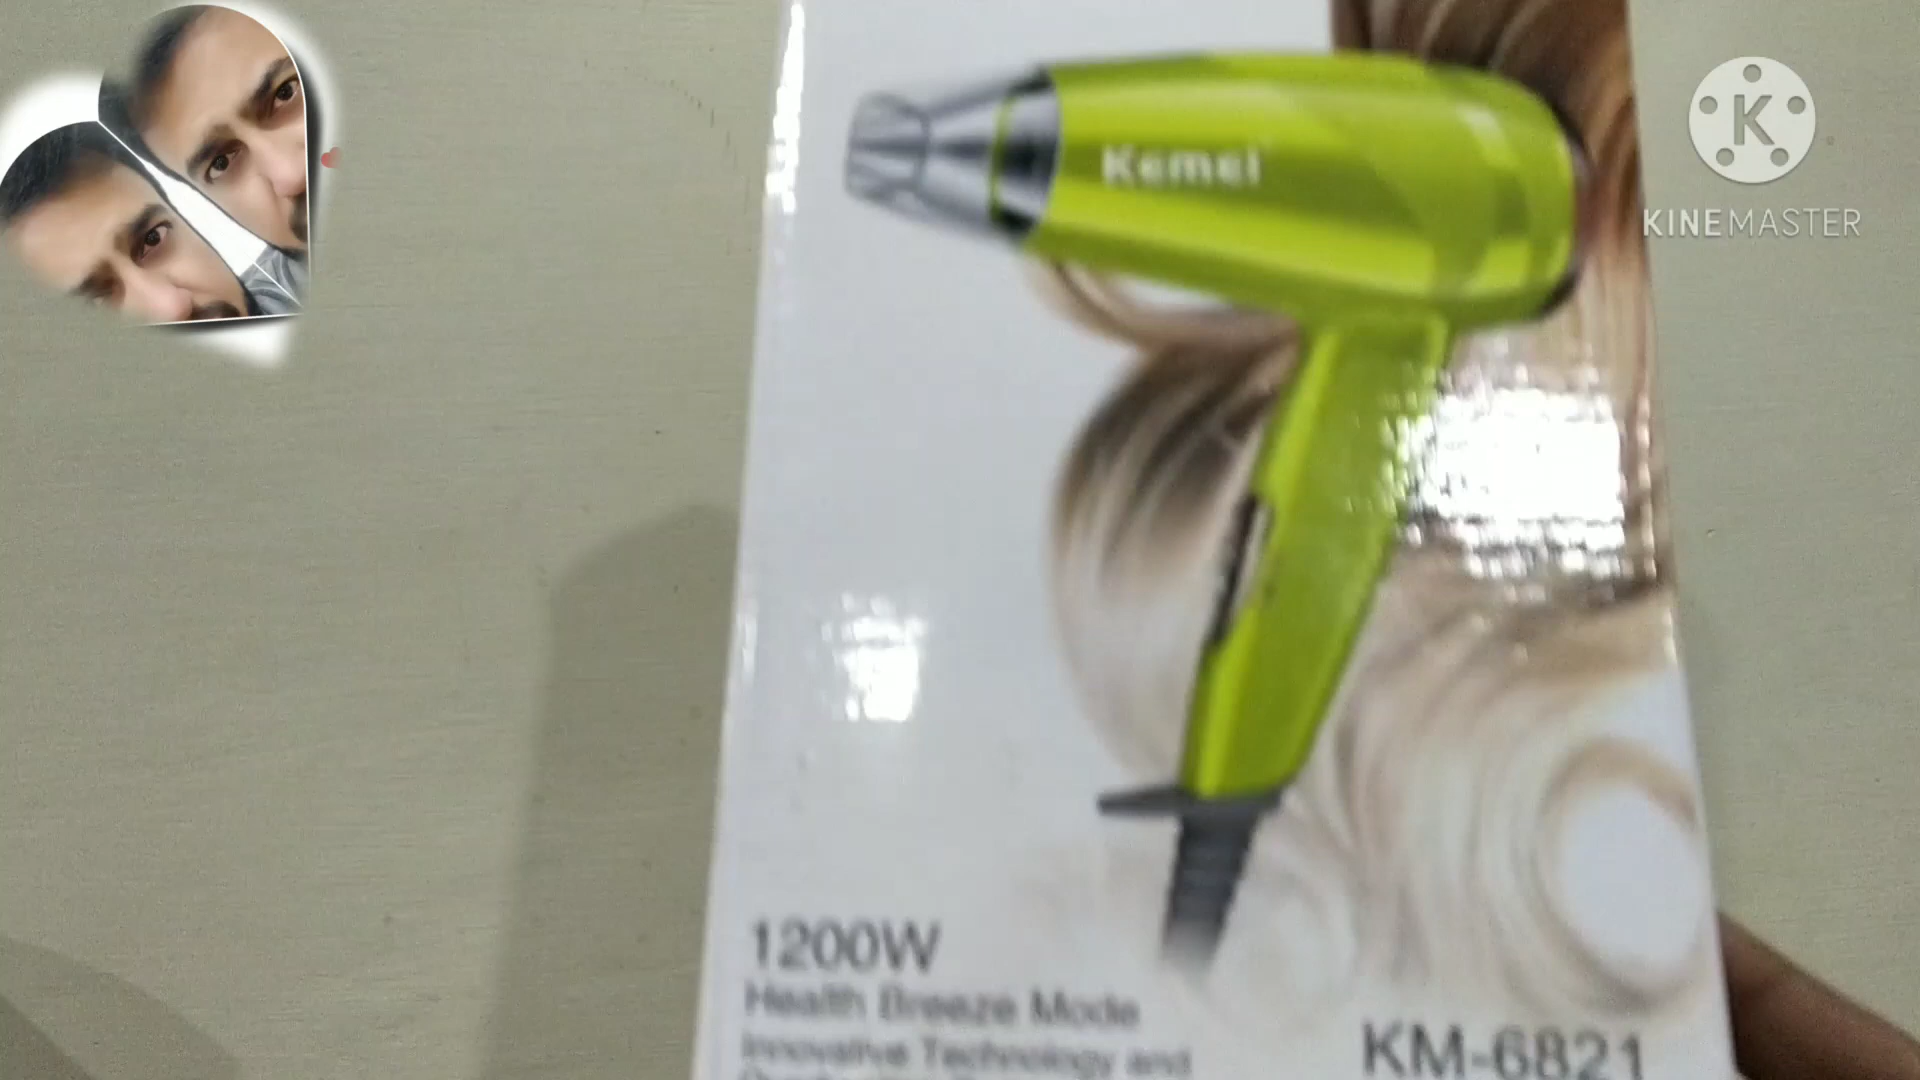 Kemei
K
KINEMASTER
1200W
Health Breeze Mode
Innovative Technology and
KM-6821